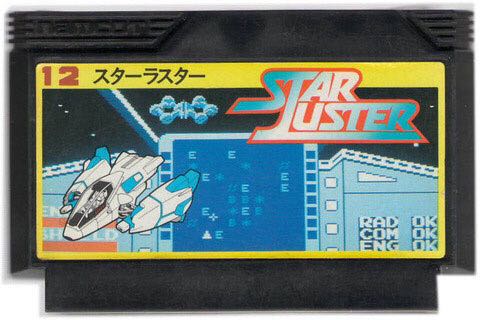 namcot
12 スターラスター
STAR
LUSTER
E
E
E
E E
E
E
E
RAD OK
COM OK
ENG OK